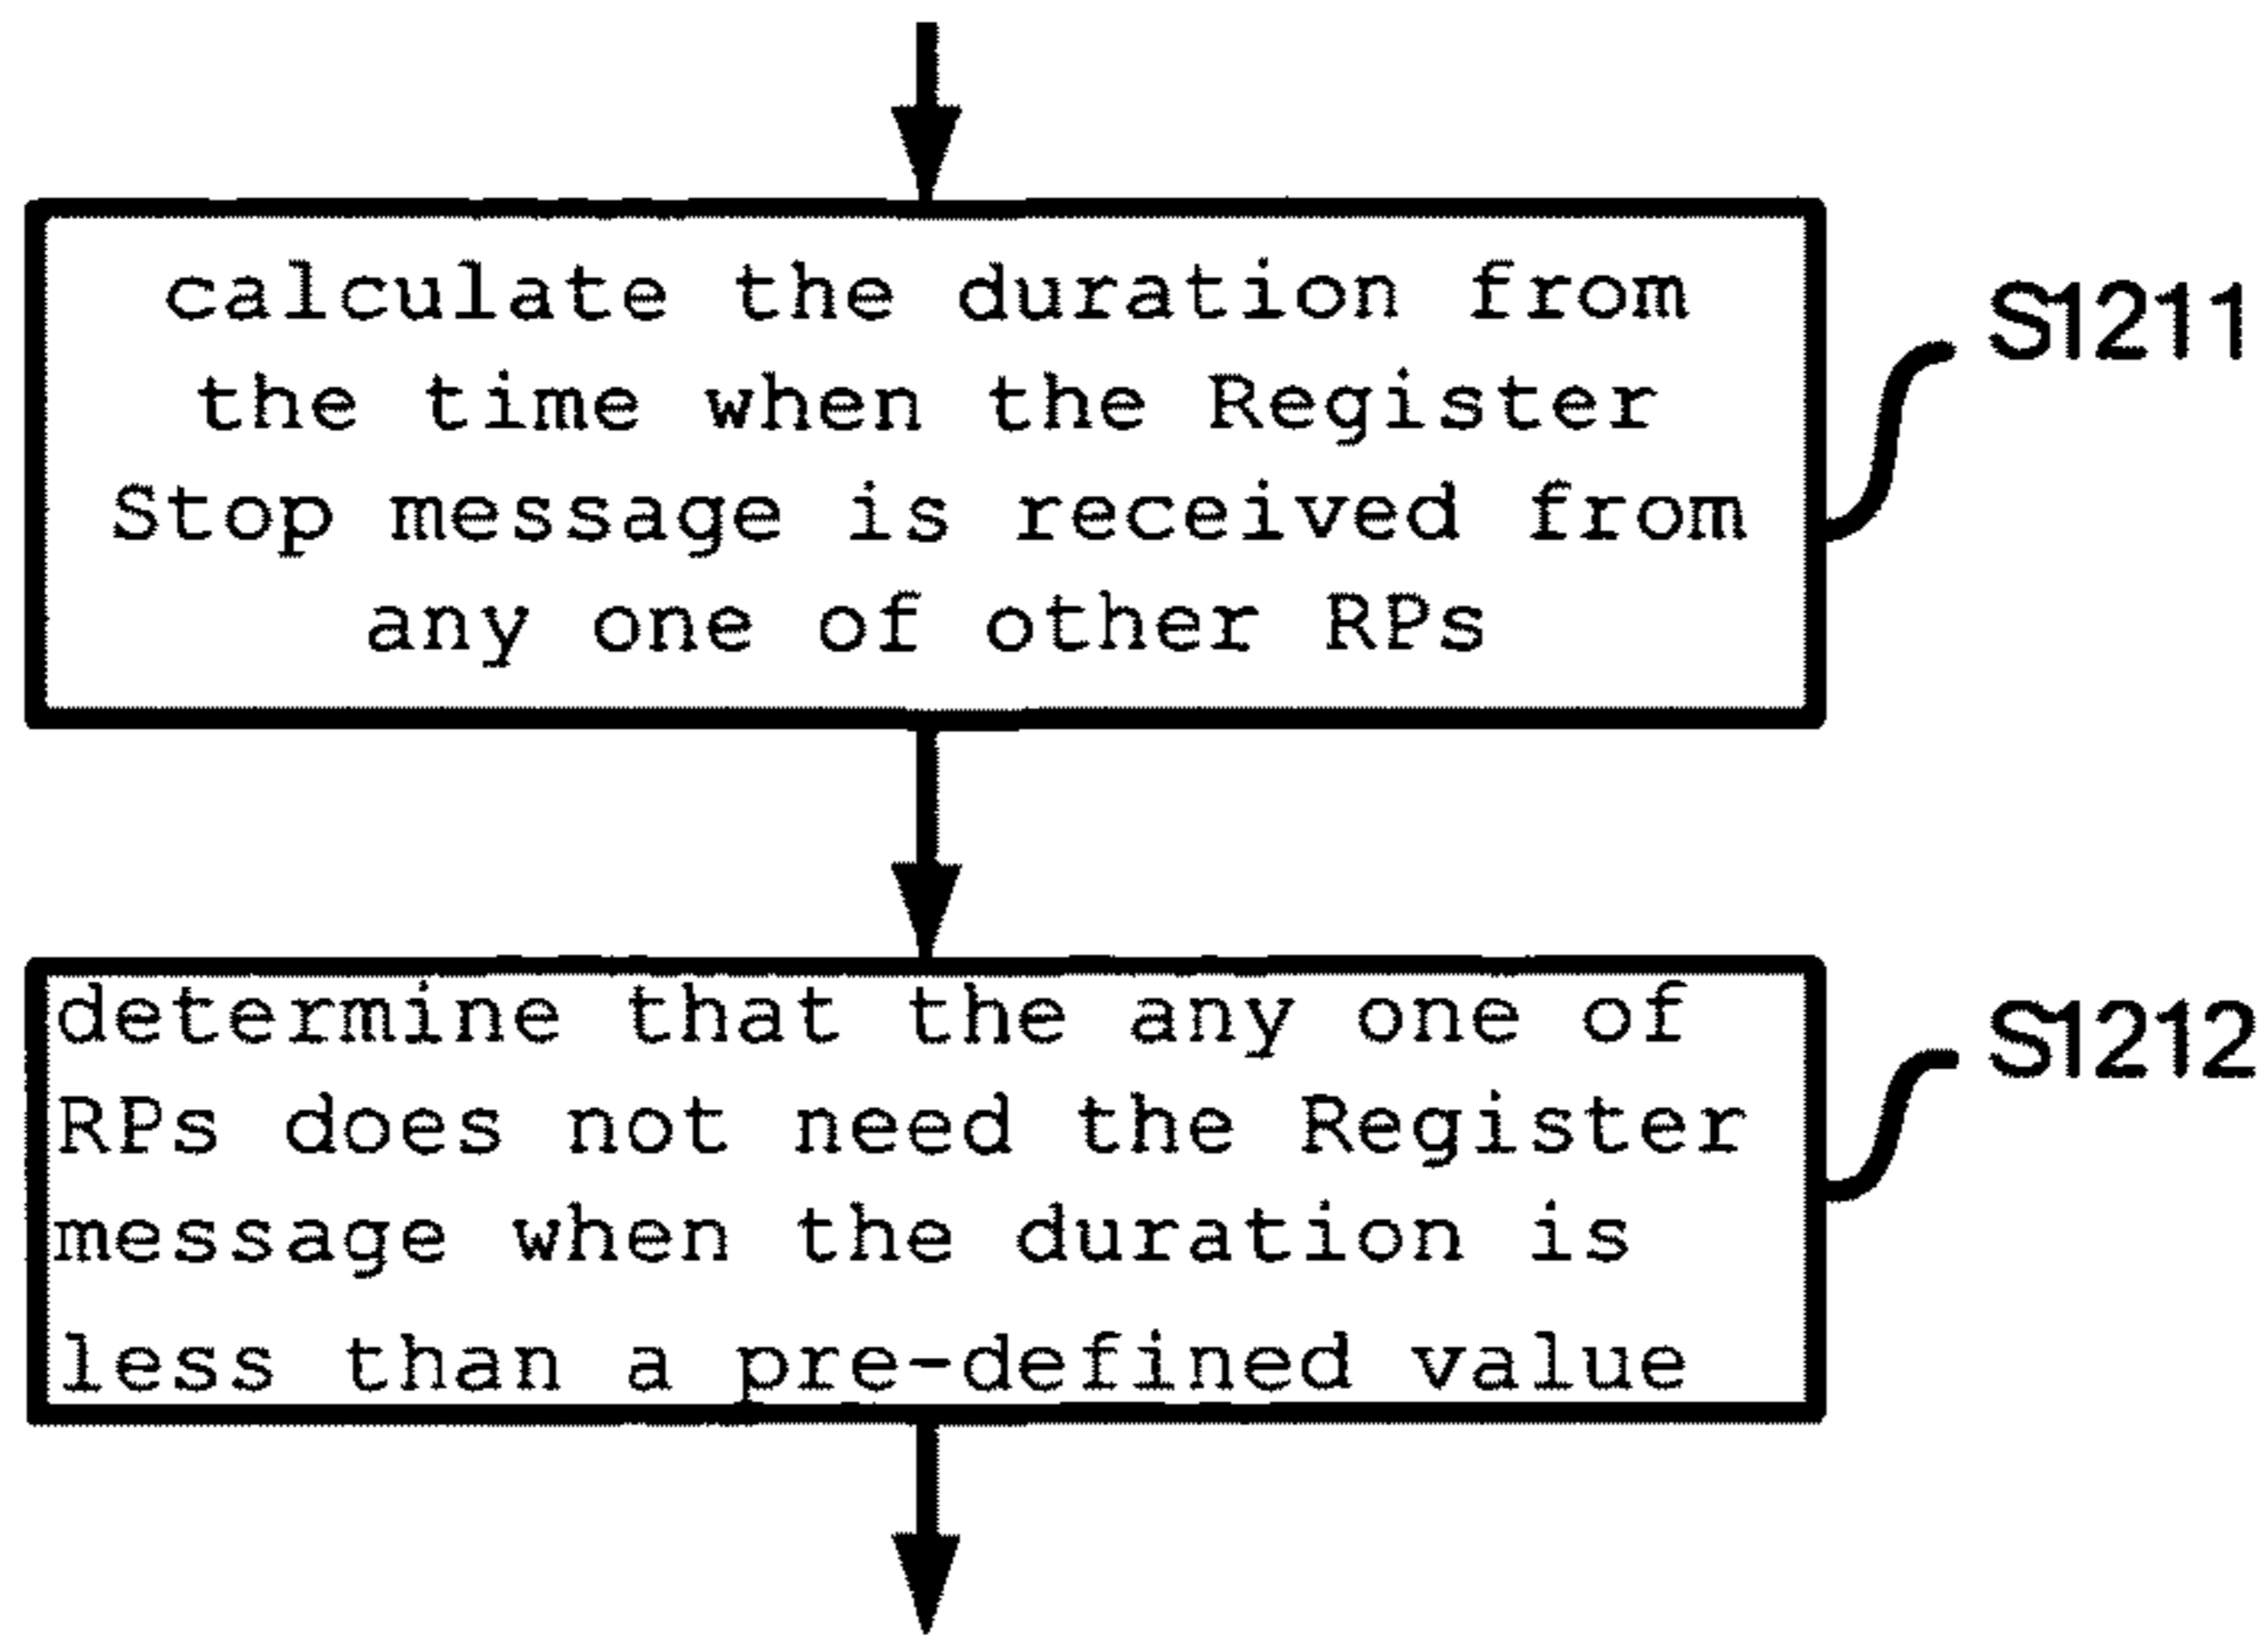 calculate the duration from
the time when the Register
Stop message is received from
any one of other RPs
S1211
determine that the any one of
RPs does not need the Register
message when the duration is
less than a pre-defined value
S1212